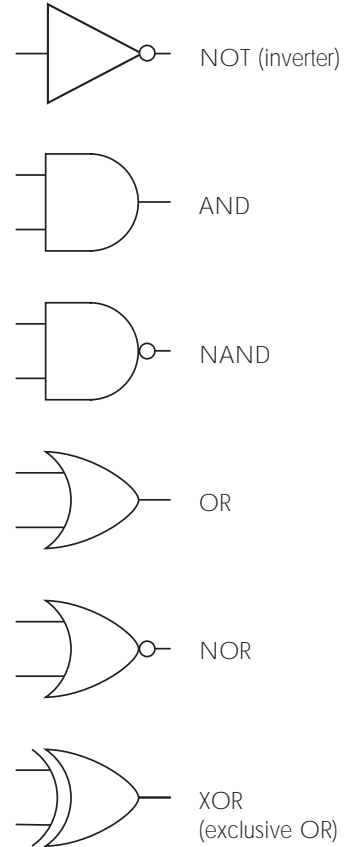 NOT (inverter)
AND
NAND
OR
NOR
XOR
(exclusive OR)